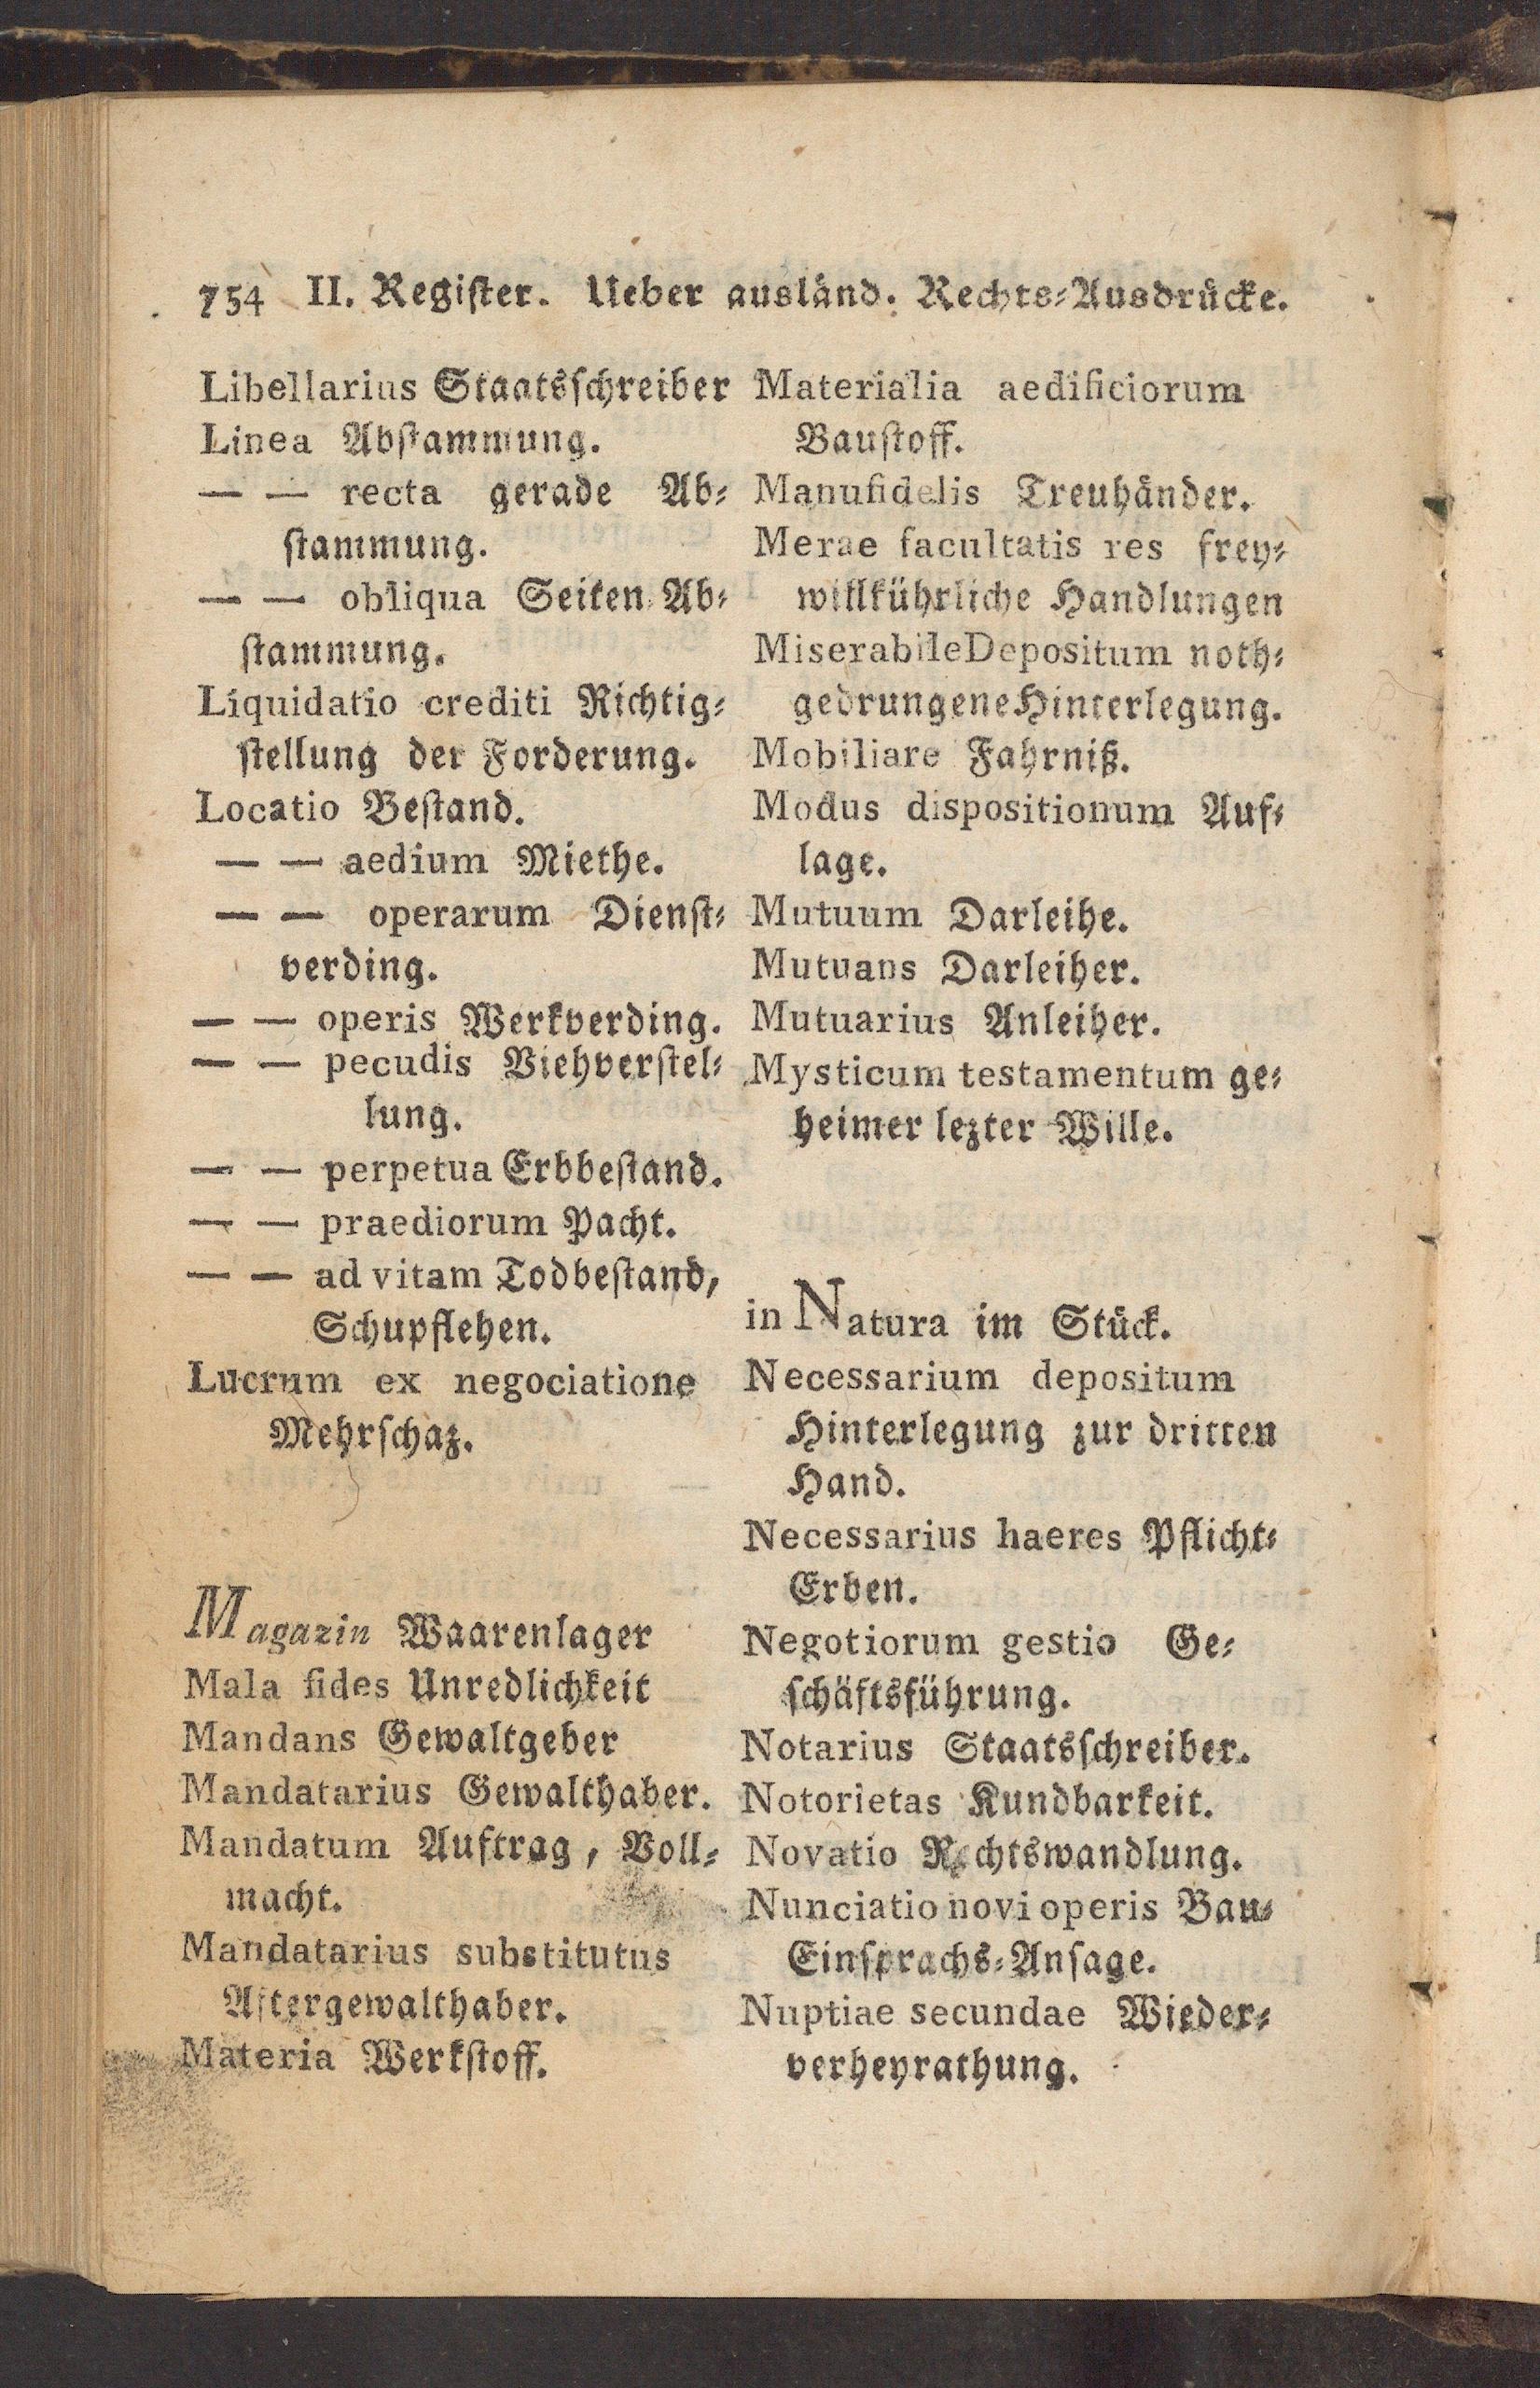 754 II. Register. Ueber ausländ. Rechts-Ausdrücke.
Libellarius Staatsschreiber
Linea Abstammung.
— — recta gerade Ab-
stammung.
— — obliqua Seiten Ab-
stammung.
Liquidatio crediti Richtig-
stellung der Forderung.
Locatio Bestand.
— — aedium Miethe.
— — operarum Dienst-
verding.
— — operis Werkverding.
— — pecudis Viehverstel-
lung.
— — perpetua Erbbestand.
— — praediorum Pacht.
— — ad vitam Todbestand,
Schupflehen.
Lucrum ex negociatione
Mehrschaz.
Magazin Waarenlager
Mala fides Unredlichkeit
Mandans Gewaltgeber
Mandatarius Gewalthaber.
Mandatum Auftrag, Voll-
macht.
Mandatarius substitutus
Aftergewalthaber.
Materia Werkstoff.
Materialia aedificiorum
Baustoff.
Manufidelis Treuhänder.
Merae facultatis res frey-
willkührliche Handlungen
Miserabile Depositum noth-
gedrungene Hinterlegung.
Mobiliare Fahrniß.
Modus dispositionum Auf-
lage.
Mutuum Darleihe.
Mutuans Darleiher.
Mutuarius Anleiher.
Mysticum testamentum ge-
heimer lezter Wille.
in Natura im Stück.
Necessarium depositum
Hinterlegung zur dritten
Hand.
Necessarius haeres Pflicht-
Erben.
Negotiorum gestio Ge-
schäftsführung.
Notarius Staatsschreiber.
Notorietas Kundbarkeit.
Novatio Rechtswandlung.
Nunciatio novi operis Bau-
Einsprachs-Ansage.
Nuptiae secundae Wieder-
verheyrathung.